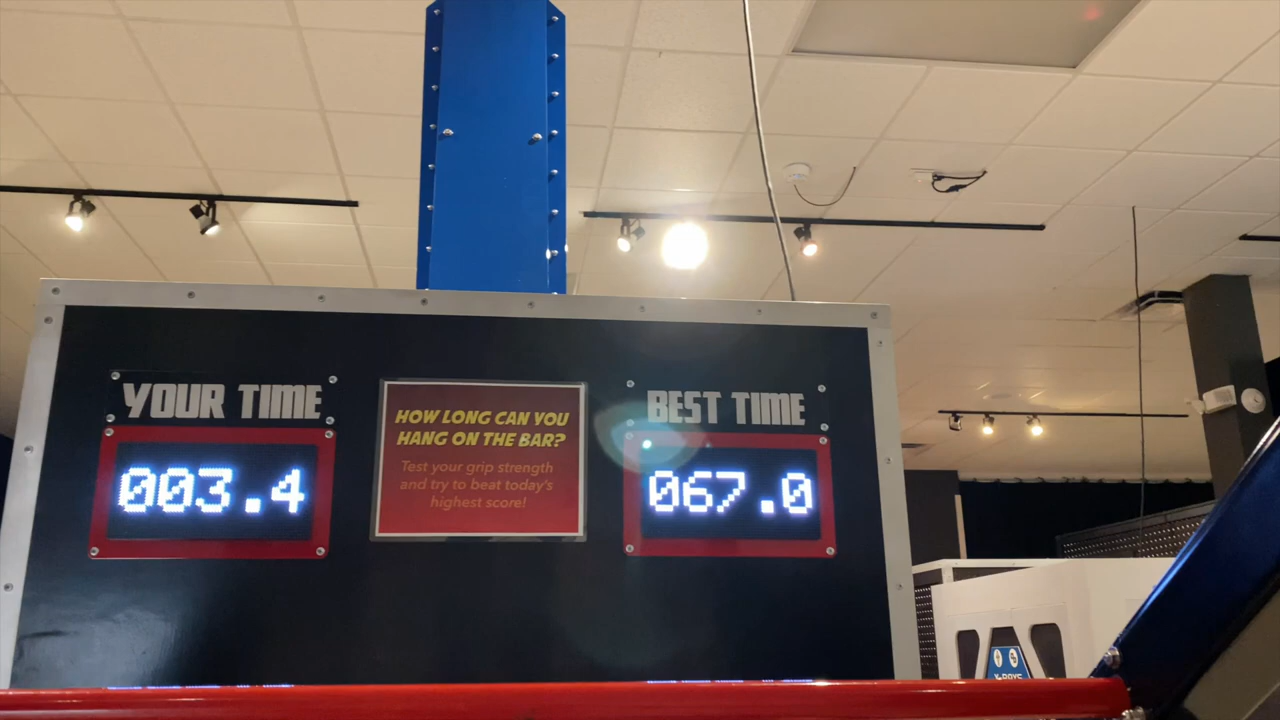 YOUR TIME
003.4
HOW LONG CAN YOU
HANG ON THE BAR?
Test your grip strength
and try to beat today's
highest score!
BEST TIME
067.0
X-RAYS